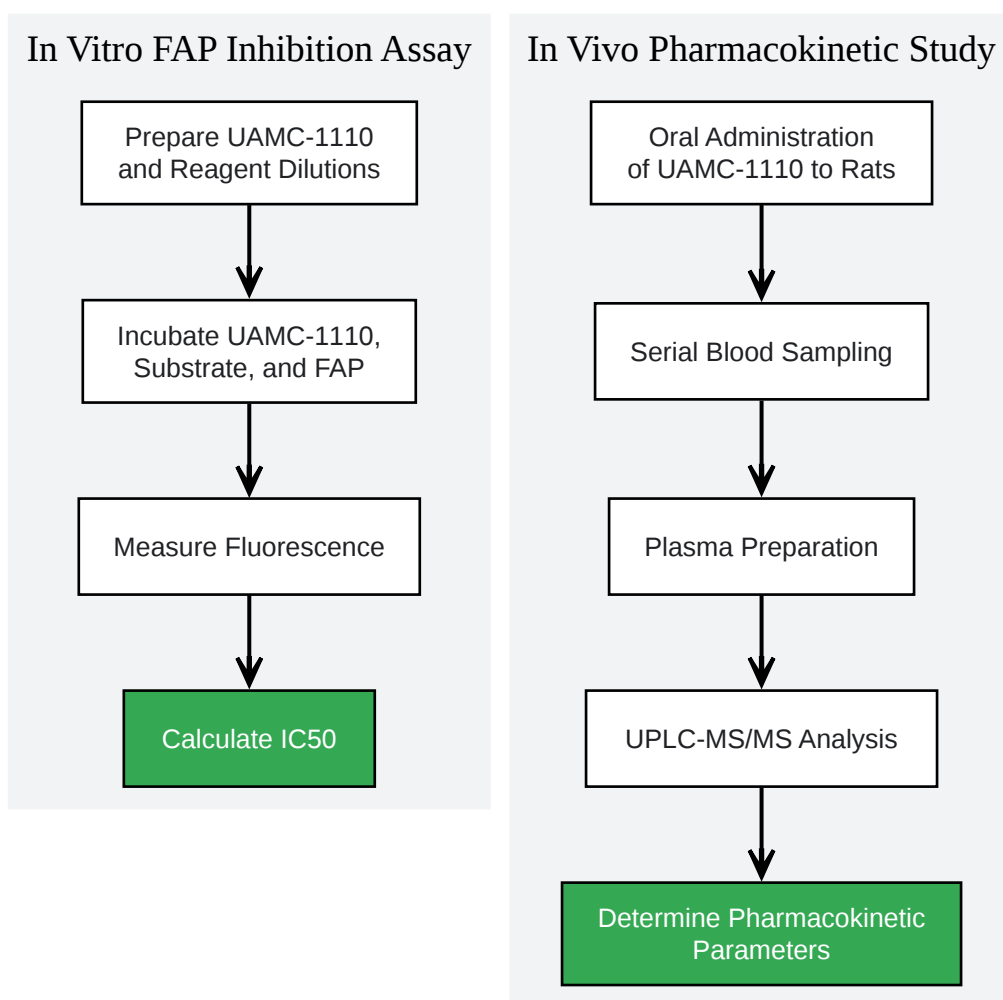 In Vitro FAP Inhibition Assay
Prepare UAMC-1110
and Reagent Dilutions
Incubate UAMC-1110,
Substrate, and FAP
Measure Fluorescence
Calculate IC50
In Vivo Pharmacokinetic Study
Oral Administration
of UAMC-1110 to Rats
Serial Blood Sampling
Plasma Preparation
UPLC-MS/MS Analysis
Determine Pharmacokinetic
Parameters